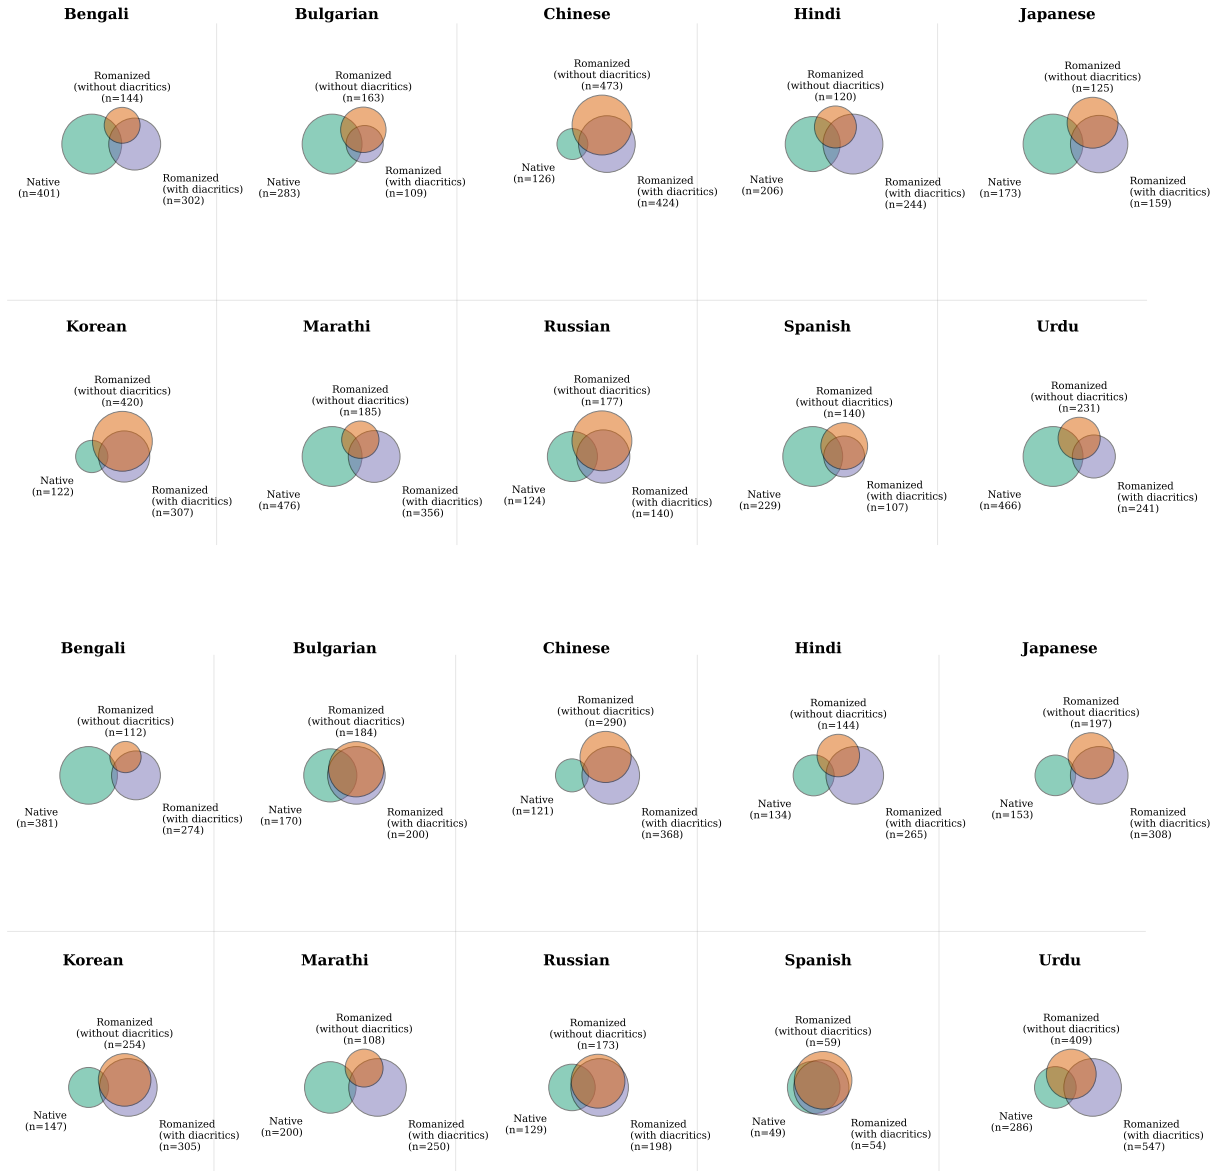 Bengali
Romanized
(without diacritics)
(n=144)
Native
(n=401)
Romanized
(with diacritics)
(n=302)
Bulgarian
Romanized
(without diacritics)
(n=163)
Native
(n=283)
Romanized
(with diacritics)
(n=109)
Chinese
Romanized
(without diacritics)
(n=473)
Native
(n=126)
Romanized
(with diacritics)
(n=424)
Hindi
Romanized
(without diacritics)
(n=120)
Native
(n=206)
Romanized
(with diacritics)
(n=244)
Japanese
Romanized
(without diacritics)
(n=125)
Native
(n=173)
Romanized
(with diacritics)
(n=159)
Korean
Romanized
(without diacritics)
(n=420)
Native
(n=122)
Romanized
(with diacritics)
(n=307)
Marathi
Romanized
(without diacritics)
(n=185)
Native
(n=476)
Romanized
(with diacritics)
(n=356)
Russian
Romanized
(without diacritics)
(n=177)
Native
(n=124)
Romanized
(with diacritics)
(n=140)
Spanish
Romanized
(without diacritics)
(n=140)
Native
(n=229)
Romanized
(with diacritics)
(n=107)
Urdu
Romanized
(without diacritics)
(n=231)
Native
(n=466)
Romanized
(with diacritics)
(n=241)
Bengali
Romanized
(without diacritics)
(n=112)
Native
(n=381)
Romanized
(with diacritics)
(n=274)
Bulgarian
Romanized
(without diacritics)
(n=184)
Native
(n=170)
Romanized
(with diacritics)
(n=200)
Chinese
Romanized
(without diacritics)
(n=290)
Native
(n=121)
Romanized
(with diacritics)
(n=368)
Hindi
Romanized
(without diacritics)
(n=144)
Native
(n=134)
Romanized
(with diacritics)
(n=265)
Japanese
Romanized
(without diacritics)
(n=197)
Native
(n=153)
Romanized
(with diacritics)
(n=308)
Korean
Romanized
(without diacritics)
(n=254)
Native
(n=147)
Romanized
(with diacritics)
(n=305)
Marathi
Romanized
(without diacritics)
(n=108)
Native
(n=200)
Romanized
(with diacritics)
(n=250)
Russian
Romanized
(without diacritics)
(n=173)
Native
(n=129)
Romanized
(with diacritics)
(n=198)
Spanish
Romanized
(without diacritics)
(n=59)
Native
(n=49)
Romanized
(with diacritics)
(n=54)
Urdu
Romanized
(without diacritics)
(n=409)
Native
(n=286)
Romanized
(with diacritics)
(n=547)